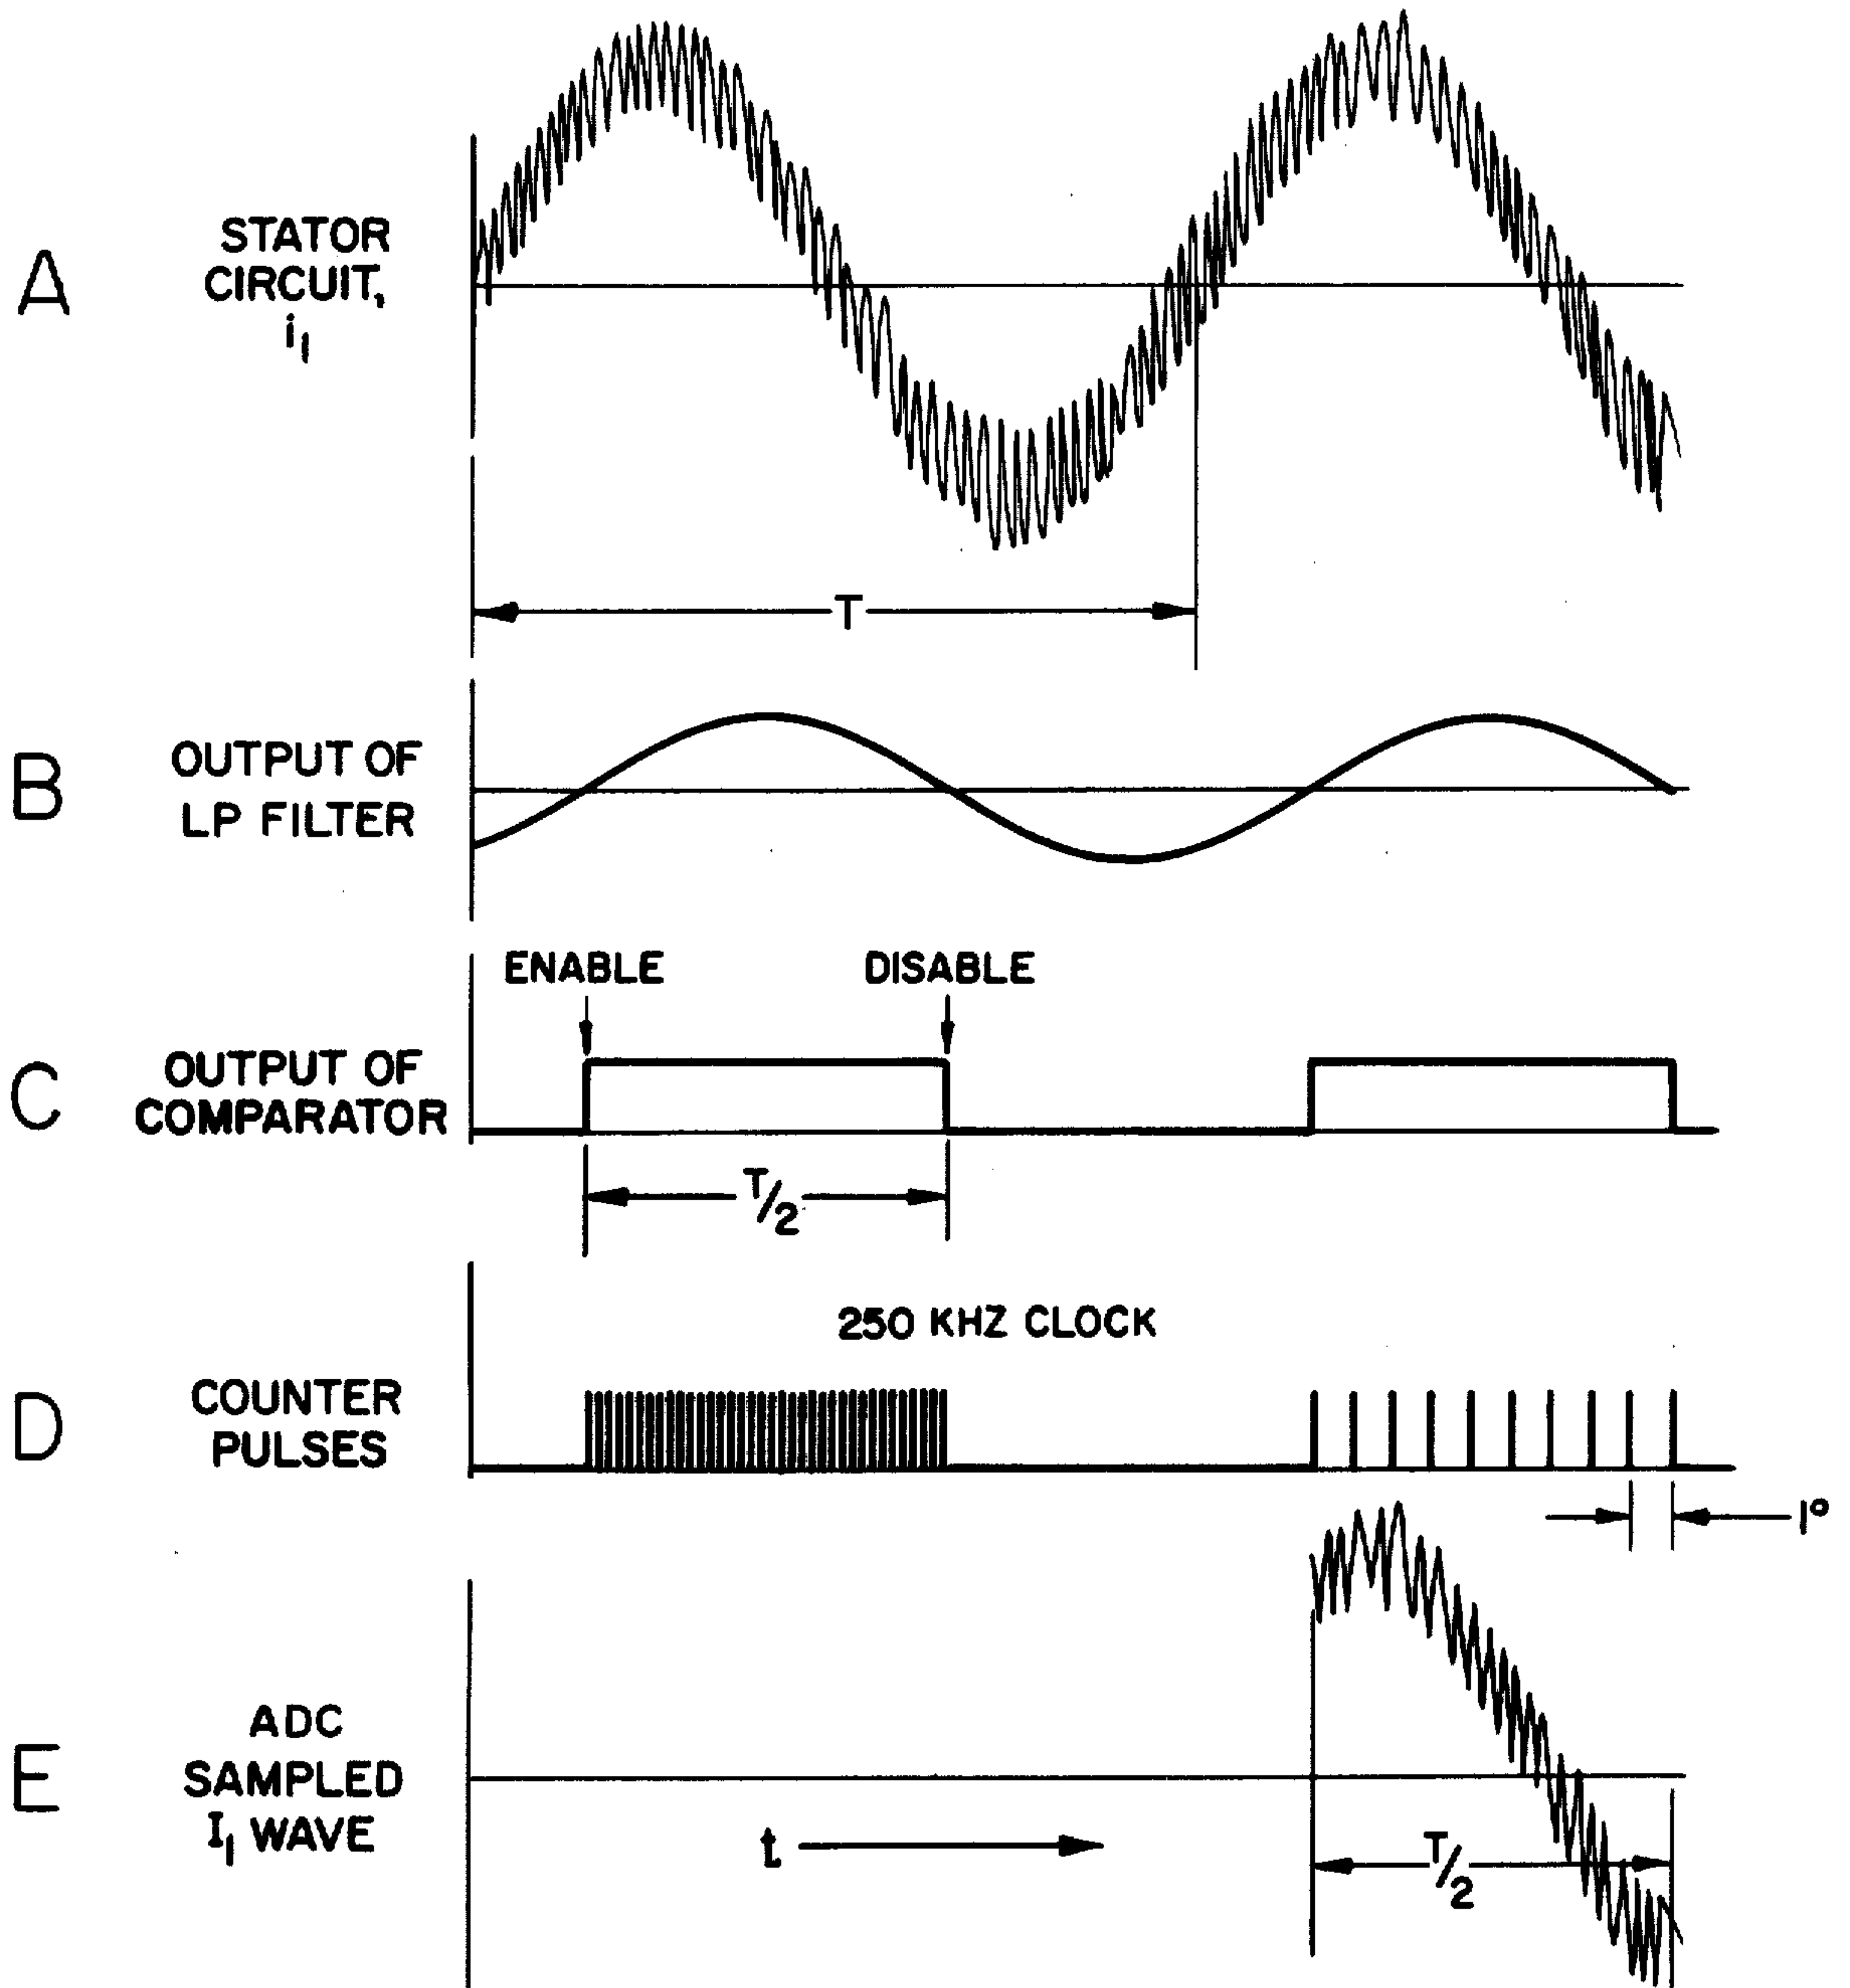 A
STATOR
CIRCUIT,
i₁
T
B
OUTPUT OF
LP FILTER
ENABLE
DISABLE
C
OUTPUT OF
COMPARATOR
T/2
250 KHZ CLOCK
D
COUNTER
PULSES
1°
E
ADC
SAMPLED
I₁ WAVE
t
T/2